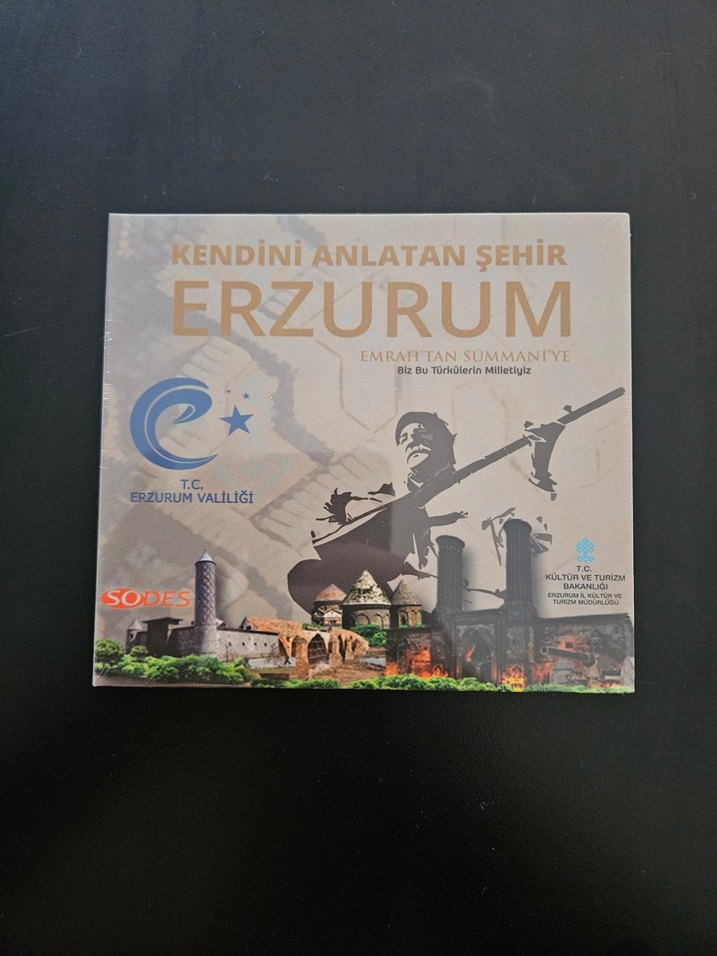 KENDİNİ ANLATAN ŞEHİR
ERZURUM
EMRAH'TAN SÜMMANİ'YE
Biz Bu Türkülerin Milletiyiz
T.C.
ERZURUM VALİLİĞİ
SODES
T.C.
KÜLTÜR VE TURİZM
BAKANLIĞI
ERZURUM İL KÜLTÜR VE
TURİZM MÜDÜRLÜĞÜ